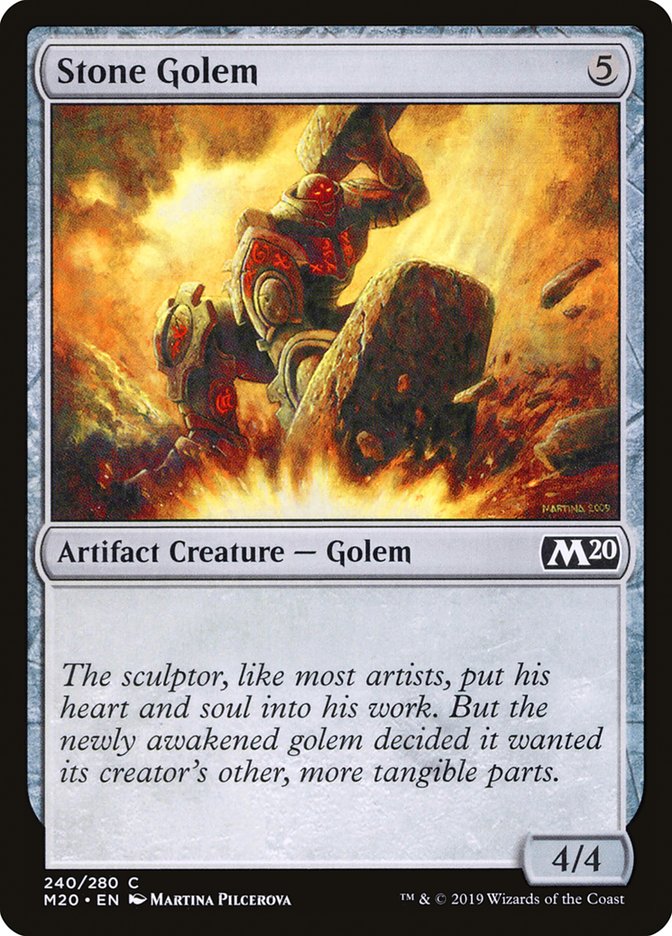 Stone Golem 5
MARTINA 2009
Artifact Creature — Golem M20
The sculptor, like most artists, put his
heart and soul into his work. But the
newly awakened golem decided it wanted
its creator's other, more tangible parts.
4/4
240/280 C
M20 • EN Martina Pilcerova ™ & © 2019 Wizards of the Coast